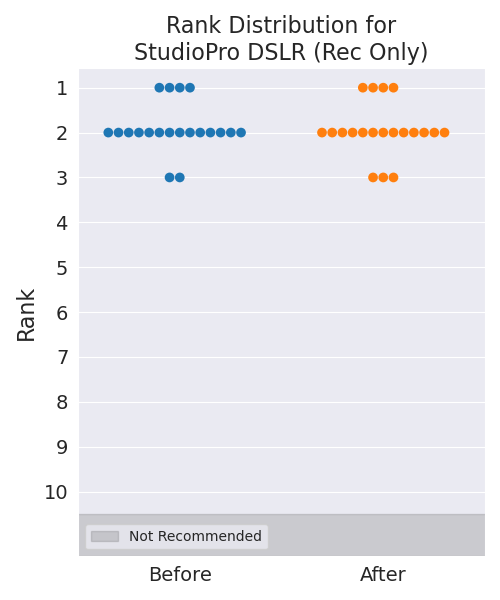 Rank Distribution for
StudioPro DSLR (Rec Only)
Rank
1
2
3
4
5
6
7
8
9
10
Not Recommended
Before
After